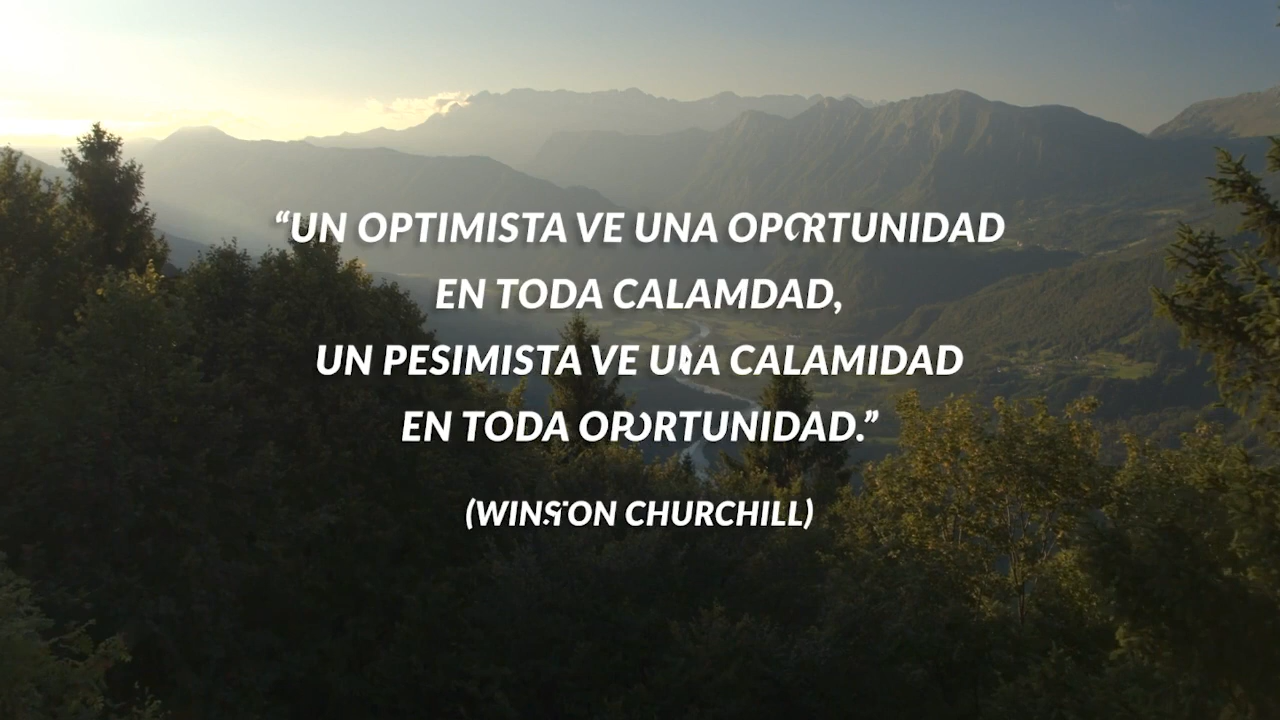 “UN OPTIMISTA VE UNA OPORTUNIDAD
EN TODA CALAMDAD,
UN PESIMISTA VE UNA CALAMIDAD
EN TODA OPORTUNIDAD.”
(WINSTON CHURCHILL)